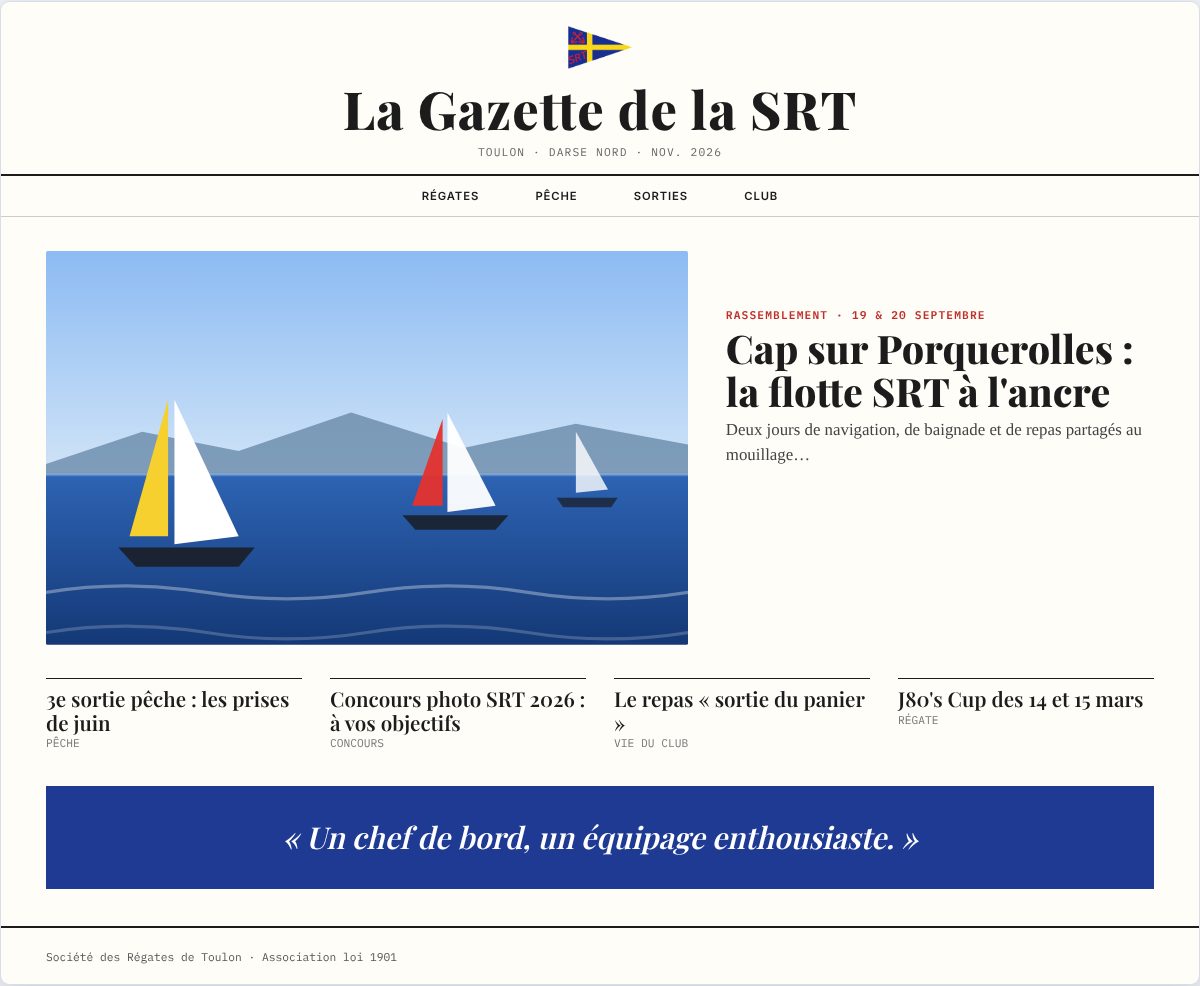 SRT
La Gazette de la SRT
TOULON · DARSE NORD · NOV. 2026
RÉGATES PÊCHE SORTIES CLUB
RASSEMBLEMENT · 19 & 20 SEPTEMBRE
Cap sur Porquerolles :
la flotte SRT à l'ancre
Deux jours de navigation, de baignade et de repas partagés au
mouillage…
3e sortie pêche : les prises
de juin
PÊCHE
Concours photo SRT 2026 :
à vos objectifs
CONCOURS
Le repas « sortie du panier
»
VIE DU CLUB
J80's Cup des 14 et 15 mars
RÉGATE
« Un chef de bord, un équipage enthousiaste. »
Société des Régates de Toulon · Association loi 1901